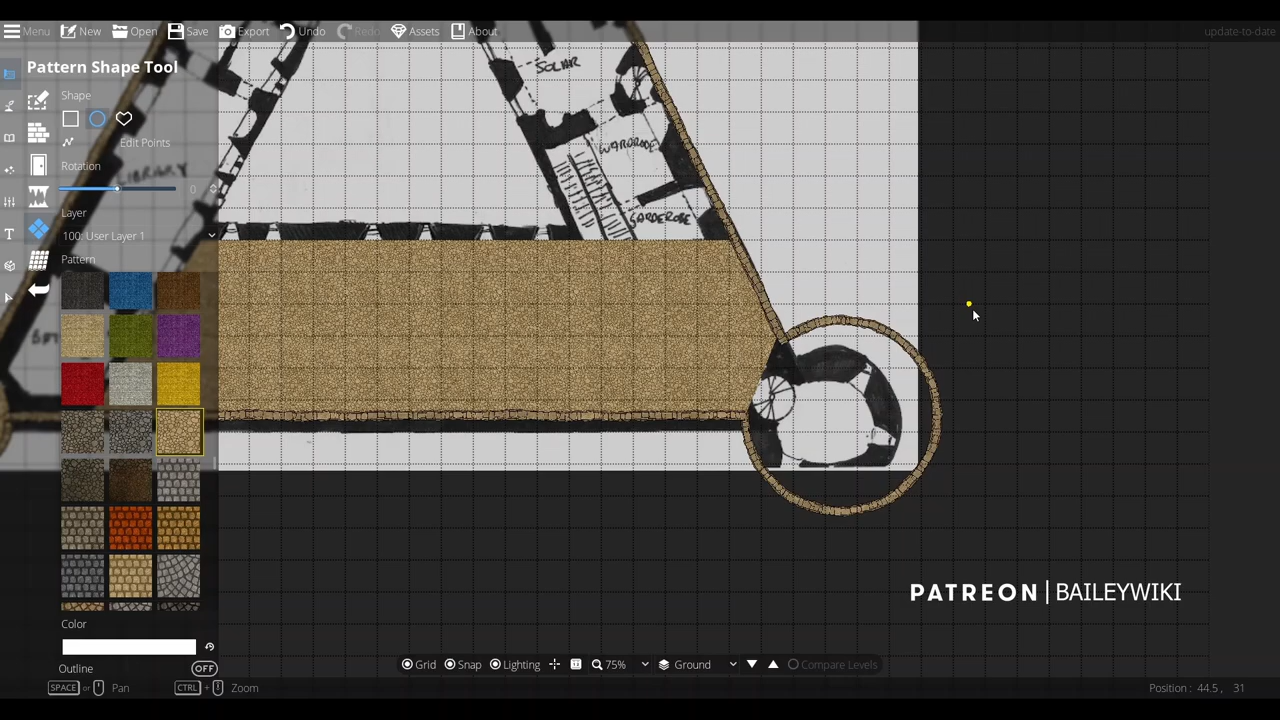 Menu New Open Save Export Undo Redo Assets About update-to-date
Pattern Shape Tool
Shape
Edit Points
Rotation
0
Layer
100: User Layer 1
Pattern
LIBRARY
SOLAR
WARDROBE
GARDEROBE
PATREON | BAILEYWIKI
Color
Outline OFF
Grid Snap Lighting 75% Ground Compare Levels
SPACE or Pan CTRL + Zoom Position : 44.5 , 31